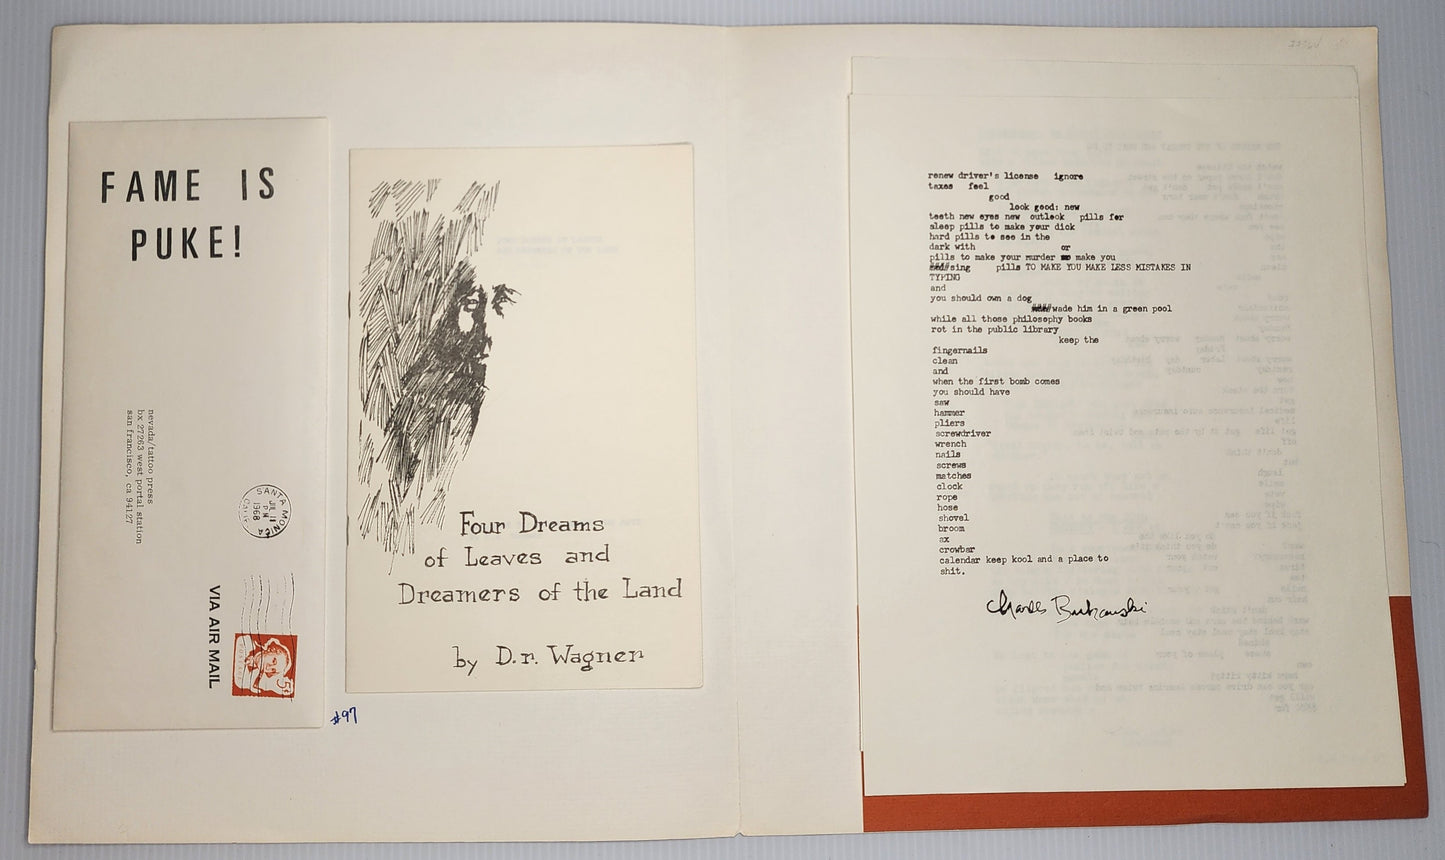 FAME IS
PUKE!
nevada/tattoo press
bx 27263 west portal station
san francisco, ca 94127
SANTA MONICA
CALIF.
JUL 11
PM
1968
VIA AIR MAIL
5¢
#97
Four Dreams
of Leaves and
Dreamers of the Land
by D.r. Wagner
renew driver's license ignore
taxes feel
good
look good: new
teeth new eyes new outlook pills for
sleep pills to make your dick
hard pills to see in the
dark with or
pills to make your murder make you
sing pills TO MAKE YOU MAKE LESS MISTAKES IN
TYPING
and
you should own a dog
####wade him in a green pool
while all those philosophy books
rot in the public library
keep the
fingernails
clean
and
when the first bomb comes
you should have
saw
hammer
pliers
screwdriver
wrench
nails
screws
matches
clock
rope
hose
shovel
broom
ax
crowbar
calendar keep kool and a place to
shit.
Charles Bukowski